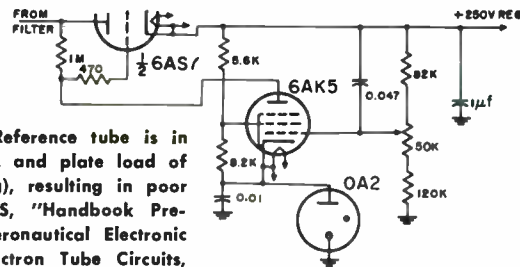 FROM
FILTER
+250V REG
1M
470
½ 6AS7
5.6K
6AK5
82K
0.047
1μf
50K
8.2K
120K
0.01
OA2
Reference tube is in
, and plate load of
), resulting in poor
S, "Handbook Pre-
eronautical Electronic
ctron Tube Circuits,